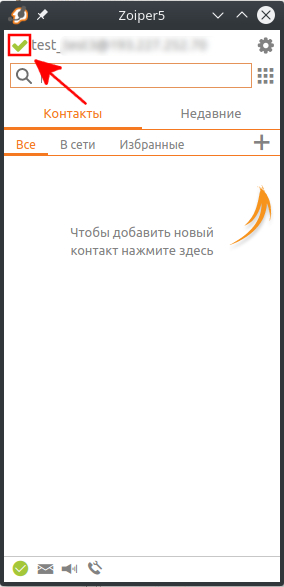 Zoiper5
test_
Контакты Недавние
Все В сети Избранные
Чтобы добавить новый
контакт нажмите здесь